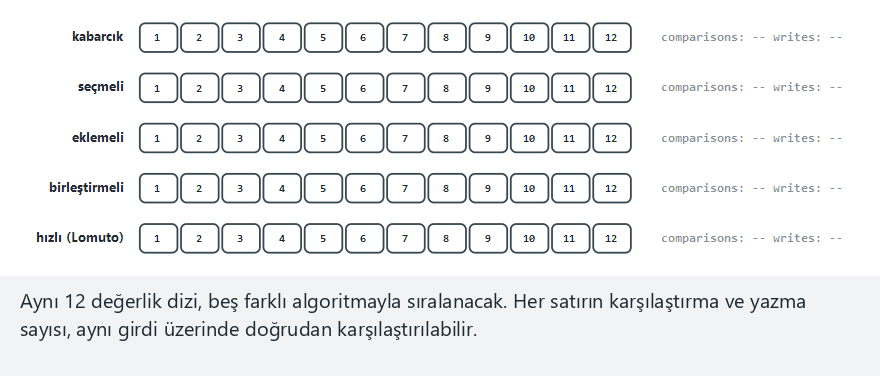 kabarcık 1 2 3 4 5 6 7 8 9 10 11 12 comparisons: -- writes: --
seçmeli 1 2 3 4 5 6 7 8 9 10 11 12 comparisons: -- writes: --
eklemeli 1 2 3 4 5 6 7 8 9 10 11 12 comparisons: -- writes: --
birleştirmeli 1 2 3 4 5 6 7 8 9 10 11 12 comparisons: -- writes: --
hızlı (Lomuto) 1 2 3 4 5 6 7 8 9 10 11 12 comparisons: -- writes: --
Aynı 12 değerlik dizi, beş farklı algoritmayla sıralanacak. Her satırın karşılaştırma ve yazma
sayısı, aynı girdi üzerinde doğrudan karşılaştırılabilir.